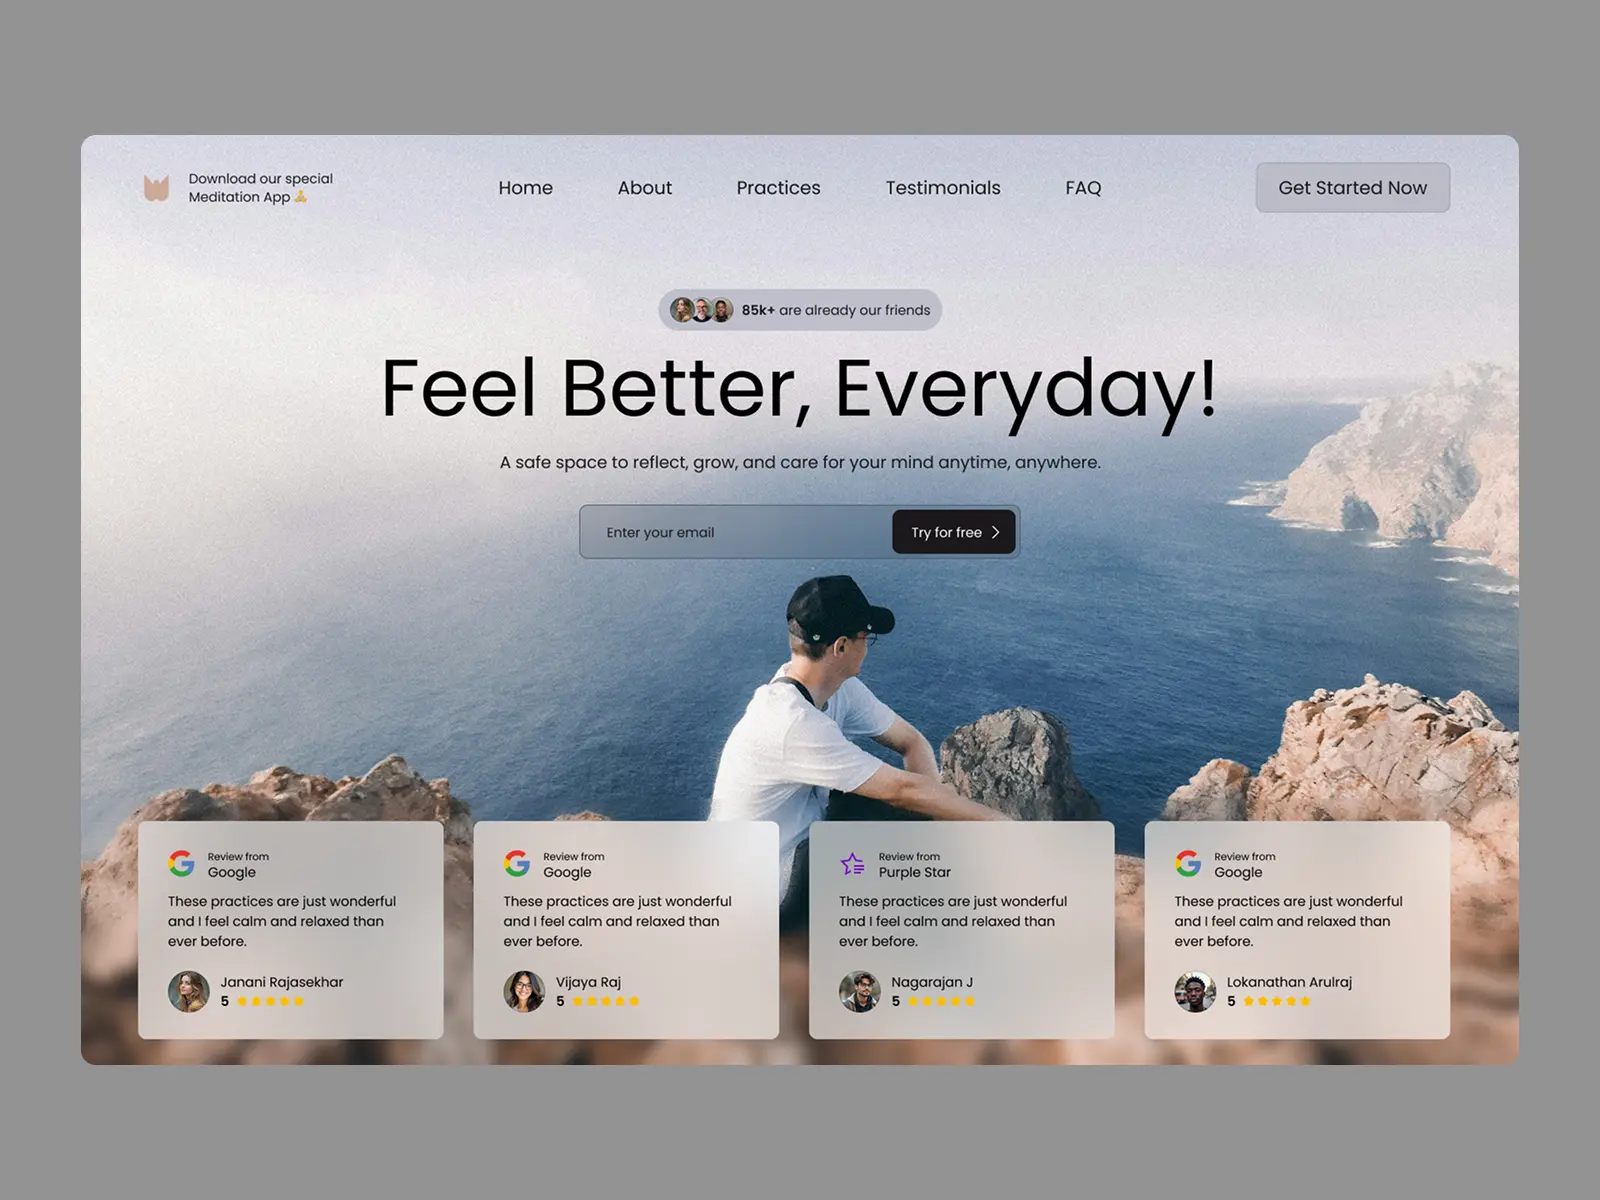 Download our special
Meditation App 🧘
Home
About
Practices
Testimonials
FAQ
Get Started Now
85k+ are already our friends
Feel Better, Everyday!
A safe space to reflect, grow, and care for your mind anytime, anywhere.
Enter your email
Try for free
Review from
Google
These practices are just wonderful
and I feel calm and relaxed than
ever before.
Janani Rajasekhar
5
Review from
Google
These practices are just wonderful
and I feel calm and relaxed than
ever before.
Vijaya Raj
5
Review from
Purple Star
These practices are just wonderful
and I feel calm and relaxed than
ever before.
Nagarajan J
5
Review from
Google
These practices are just wonderful
and I feel calm and relaxed than
ever before.
Lokanathan Arulraj
5